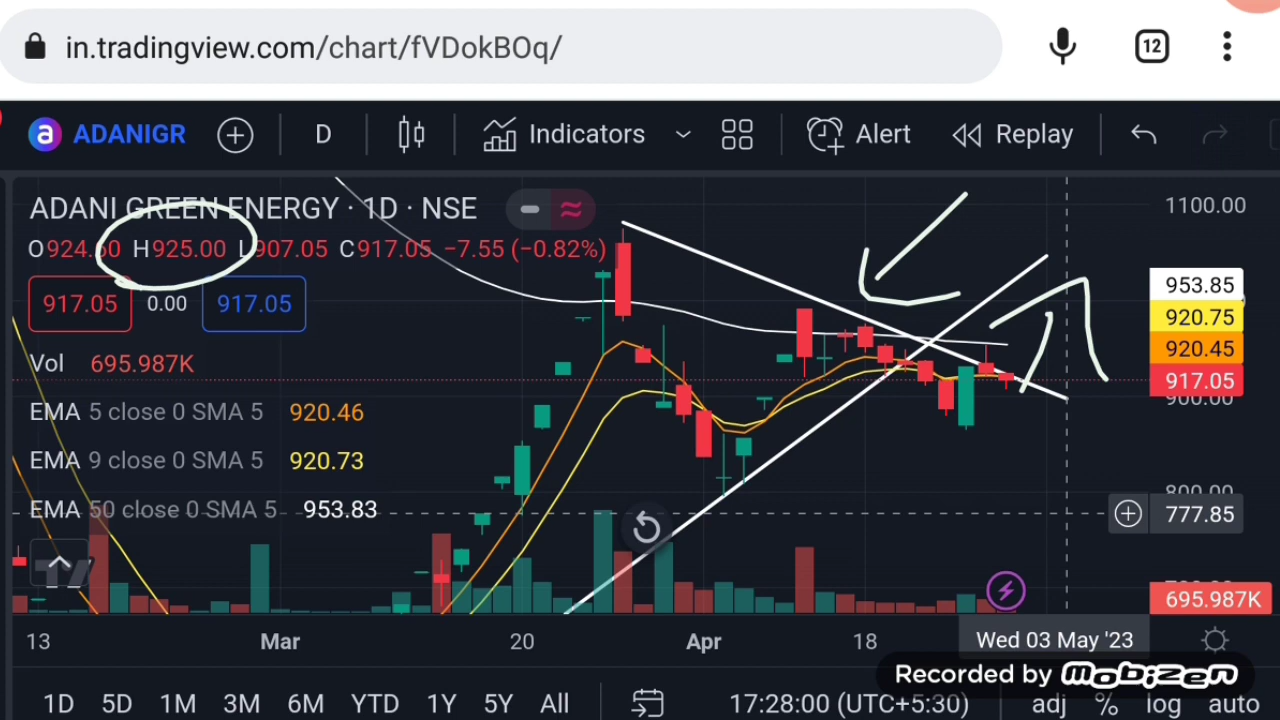 in.tradingview.com/chart/fVDokBOq/ 12
a ADANIGR D Indicators Alert Replay
ADANI GREEN ENERGY · 1D · NSE
O924.60 H925.00 L907.05 C917.05 −7.55 (−0.82%)
917.05 0.00 917.05
Vol 695.987K
EMA 5 close 0 SMA 5 920.46
EMA 9 close 0 SMA 5 920.73
EMA 50 close 0 SMA 5 953.83
1100.00
953.85
920.75
920.45
917.05
900.00
800.00
777.85
695.987K
13 Mar 20 Apr 18 Wed 03 May '23
Recorded by Mobizen
1D 5D 1M 3M 6M YTD 1Y 5Y All 17:28:00 (UTC+5:30) adj % log auto